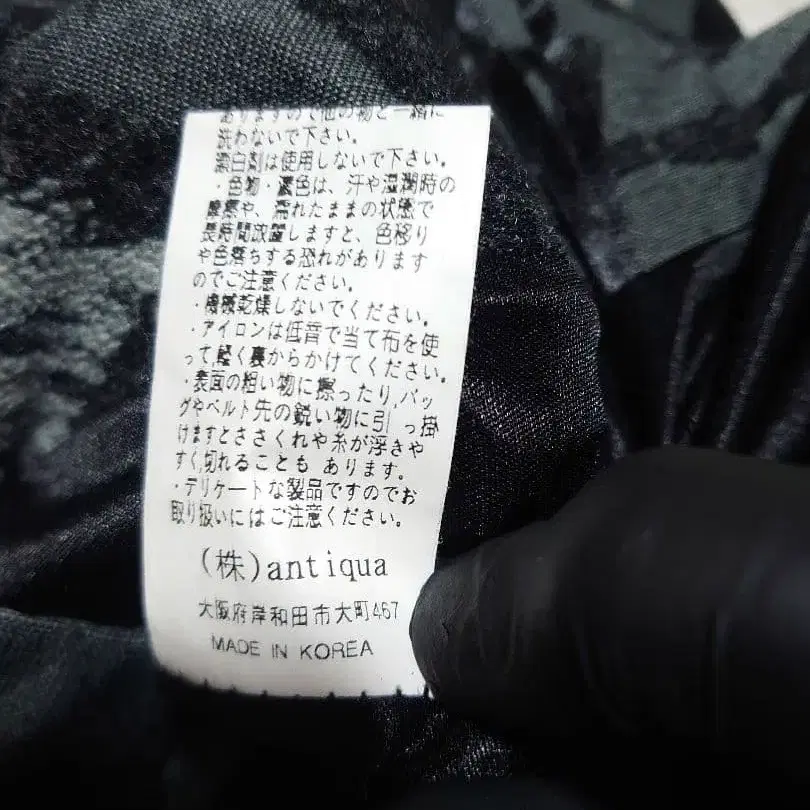 ありますので他の物と一緒に
洗わないで下さい。
漂白剤は使用しないで下さい。
・色物・濃色は、汗や湿潤時の
摩擦や、濡れたままの状態で
長時間放置しますと、色移り
や色落ちする恐れがあります
のでご注意ください。
・機械乾燥しないでください。
・アイロンは低音で当て布を使
って,軽く裏からかけてください。
・表面の粗い物に擦ったり,バッ
グやベルト先の鋭い物に引っ掛
けますとささくれや糸が浮きや
すく,切れることも あります。
・デリケートな製品ですのでお
取り扱いにはご注意ください。
(株)antiqua
大阪府岸和田市大町467
MADE IN KOREA